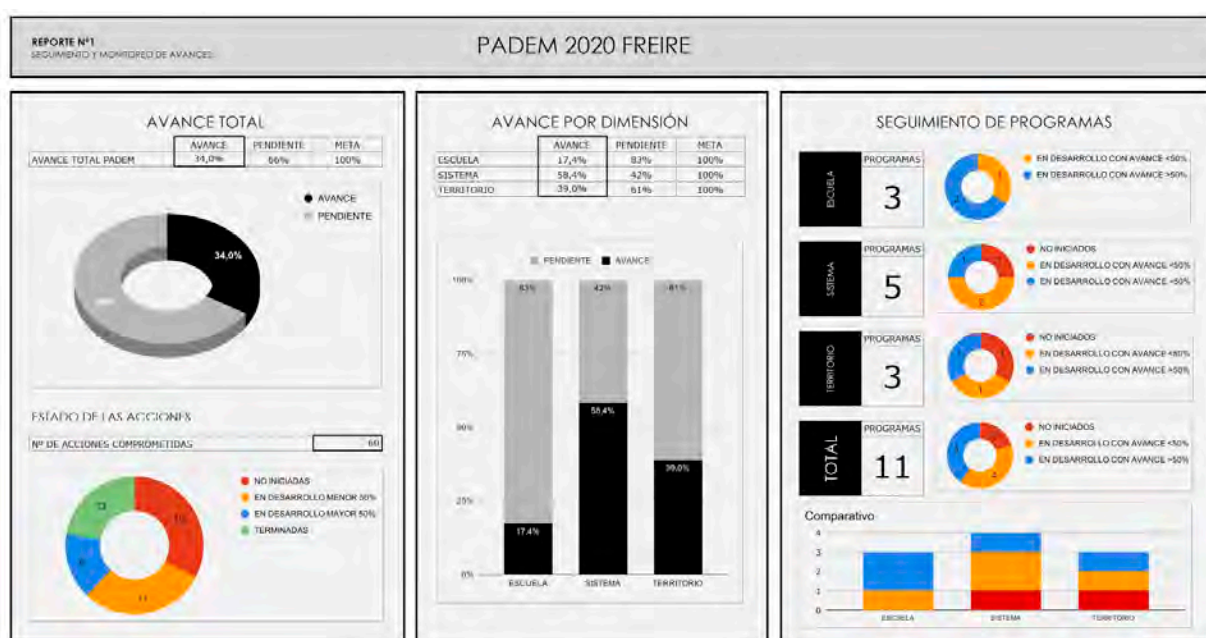 REPORTE Nº1
SEGUIMIENTO Y MONITOREO DE AVANCES
PADEM 2020 FREIRE
AVANCE TOTAL
AVANCE PENDIENTE META
AVANCE TOTAL PADEM 34,0% 66% 100%
AVANCE
PENDIENTE
34,0%
ESTADO DE LAS ACCIONES
Nº DE ACCIONES COMPROMETIDAS
NO INICIADAS
EN DESARROLLO MENOR 50%
EN DESARROLLO MAYOR 50%
TERMINADAS
11
AVANCE POR DIMENSIÓN
AVANCE PENDIENTE META
ESCUELA 17,4% 83% 100%
SISTEMA 58,4% 42% 100%
TERRITORIO 39,0% 61% 100%
PENDIENTE AVANCE
100%
75%
50%
25%
0%
83% 42% 61%
58,4%
39,0%
17,4%
ESCUELA SISTEMA TERRITORIO
SEGUIMIENTO DE PROGRAMAS
ESCUELA
PROGRAMAS
3
1
2
EN DESARROLLO CON AVANCE <50%
EN DESARROLLO CON AVANCE >50%
SISTEMA
PROGRAMAS
5
1
2
NO INICIADOS
EN DESARROLLO CON AVANCE <50%
EN DESARROLLO CON AVANCE >50%
TERRITORIO
PROGRAMAS
3
1
NO INICIADOS
EN DESARROLLO CON AVANCE <50%
EN DESARROLLO CON AVANCE >50%
TOTAL
PROGRAMAS
11
NO INICIADOS
EN DESARROLLO CON AVANCE <50%
EN DESARROLLO CON AVANCE >50%
Comparativo
4
3
2
1
0
ESCUELA SISTEMA TERRITORIO